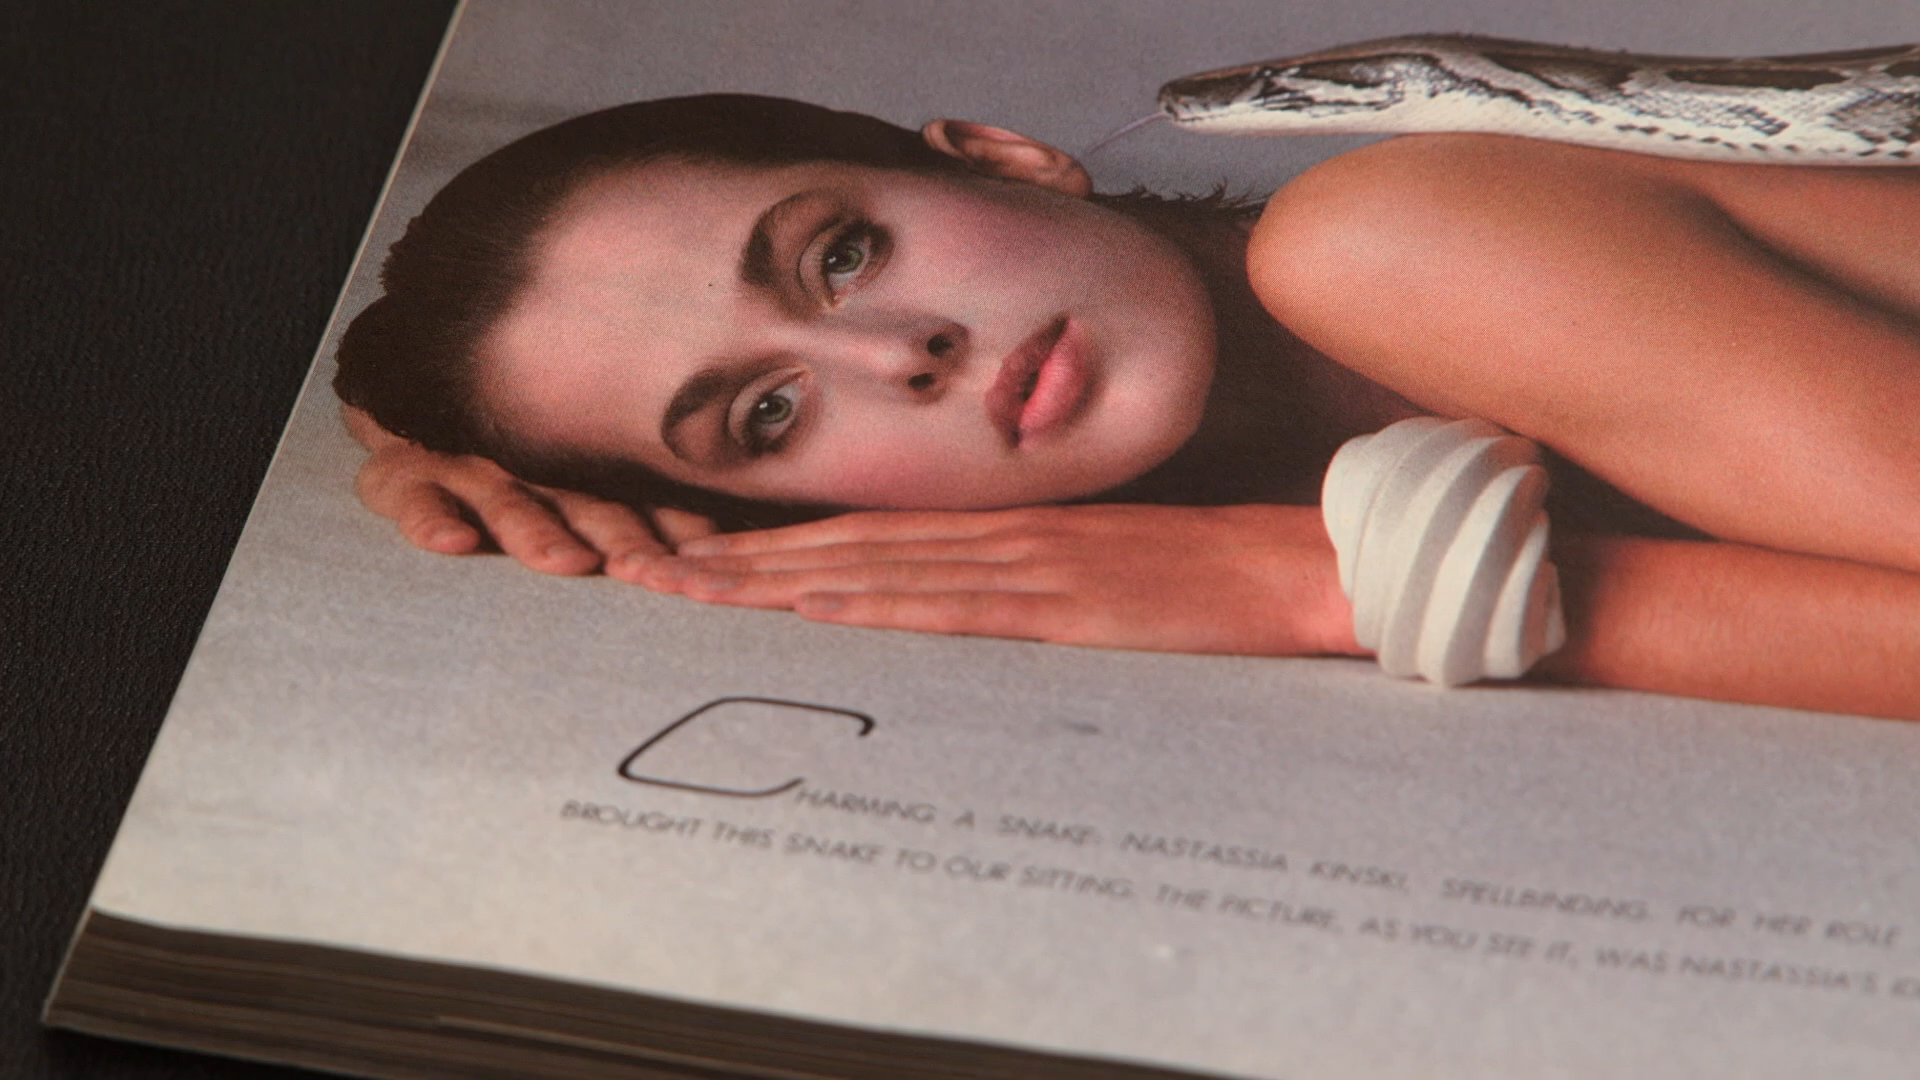 CHARMING A SNAKE: NASTASSIA KINSKI, SPELLBINDING. FOR HER ROLE
BROUGHT THIS SNAKE TO OUR SITTING. THE PICTURE, AS YOU SEE IT, WAS NASTASSIA'S